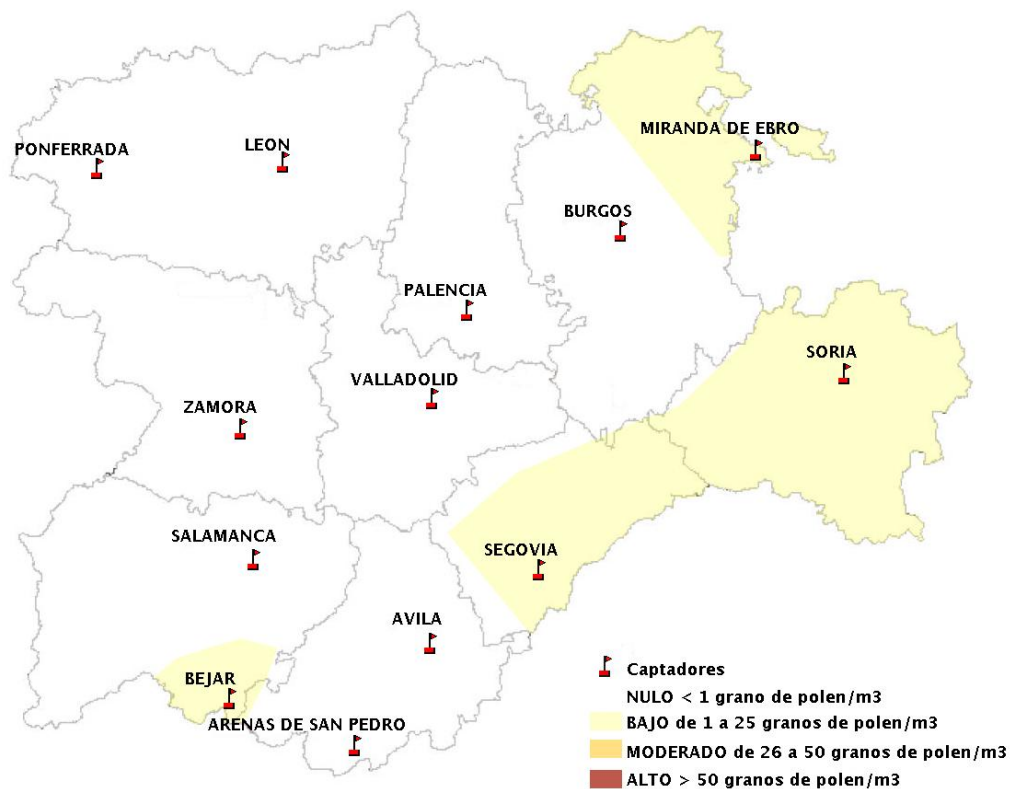 MIRANDA DE EBRO
PONFERRADA
LEON
BURGOS
PALENCIA
SORIA
VALLADOLID
ZAMORA
SALAMANCA
SEGOVIA
AVILA
BEJAR
ARENAS DE SAN PEDRO
Captadores
NULO < 1 grano de polen/m3
BAJO de 1 a 25 granos de polen/m3
MODERADO de 26 a 50 granos de polen/m3
ALTO > 50 granos de polen/m3